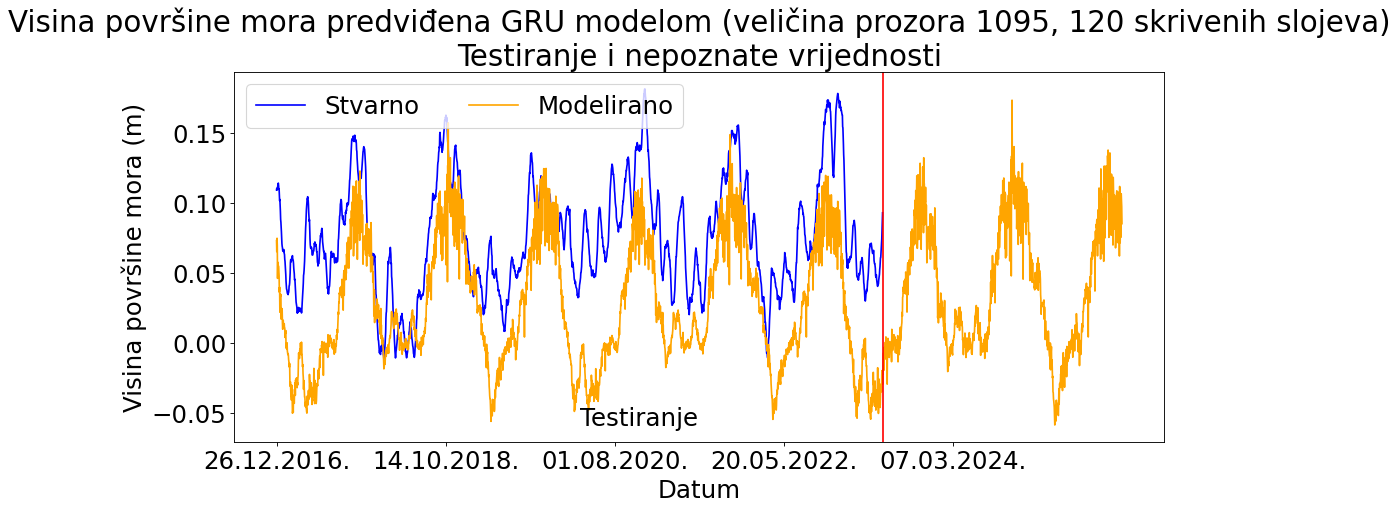 Visina površine mora predviđena GRU modelom (veličina prozora 1095, 120 skrivenih slojeva)
Testiranje i nepoznate vrijednosti
Stvarno Modelirano
Visina površine mora (m)
0.15
0.10
0.05
0.00
−0.05
Testiranje
26.12.2016. 14.10.2018. 01.08.2020. 20.05.2022. 07.03.2024.
Datum